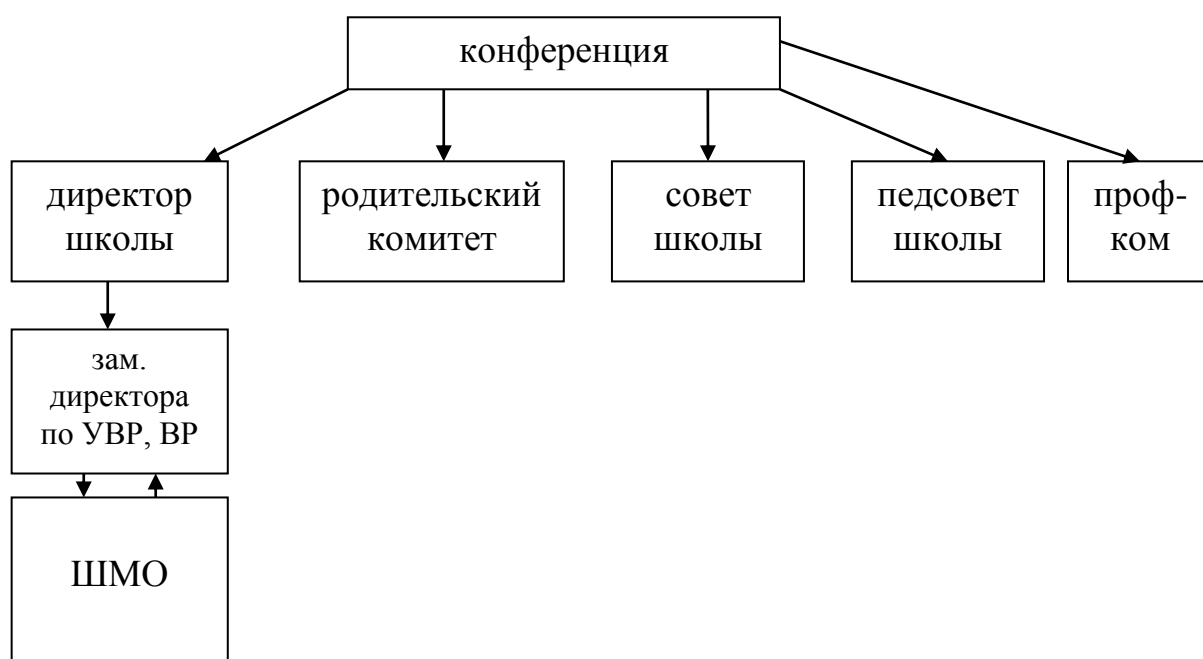 конференция
директор
школы
родительский
комитет
совет
школы
педсовет
школы
проф-
ком
зам.
директора
по УВР, ВР
ШМО